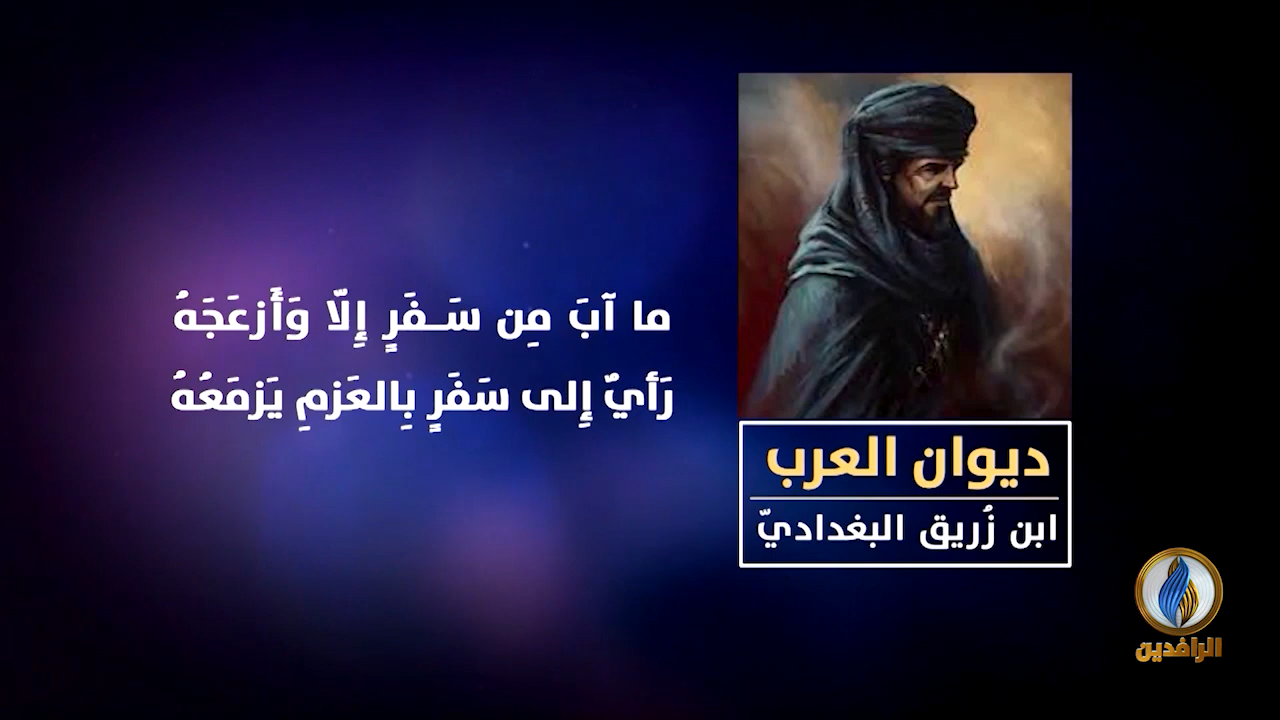 ما آبَ مِن سَـفَرٍ إِلّا وَأَزعَجَهُ
رَأيٌ إِلى سَفَرٍ بِالعَزمِ يَزمَعُهُ
ديوان العرب
ابن زُريق البغداديّ
الرافدين